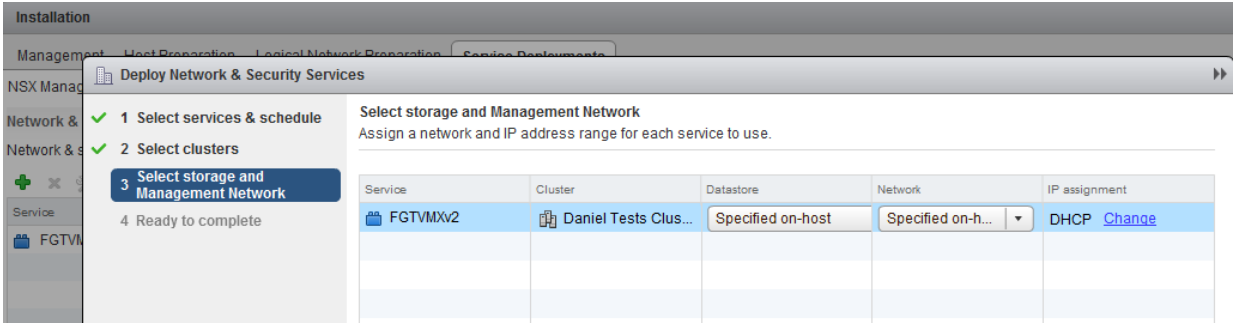 Installation
Management Host Preparation Logical Network Preparation Service Deployments
Deploy Network & Security Services
NSX Manag
Network &
Network & s
Service
FGTVM
1 Select services & schedule
2 Select clusters
3 Select storage and
Management Network
4 Ready to complete
Select storage and Management Network
Assign a network and IP address range for each service to use.
Service Cluster Datastore Network IP assignment
FGTVMXv2 Daniel Tests Clus... Specified on-host Specified on-h... DHCP Change